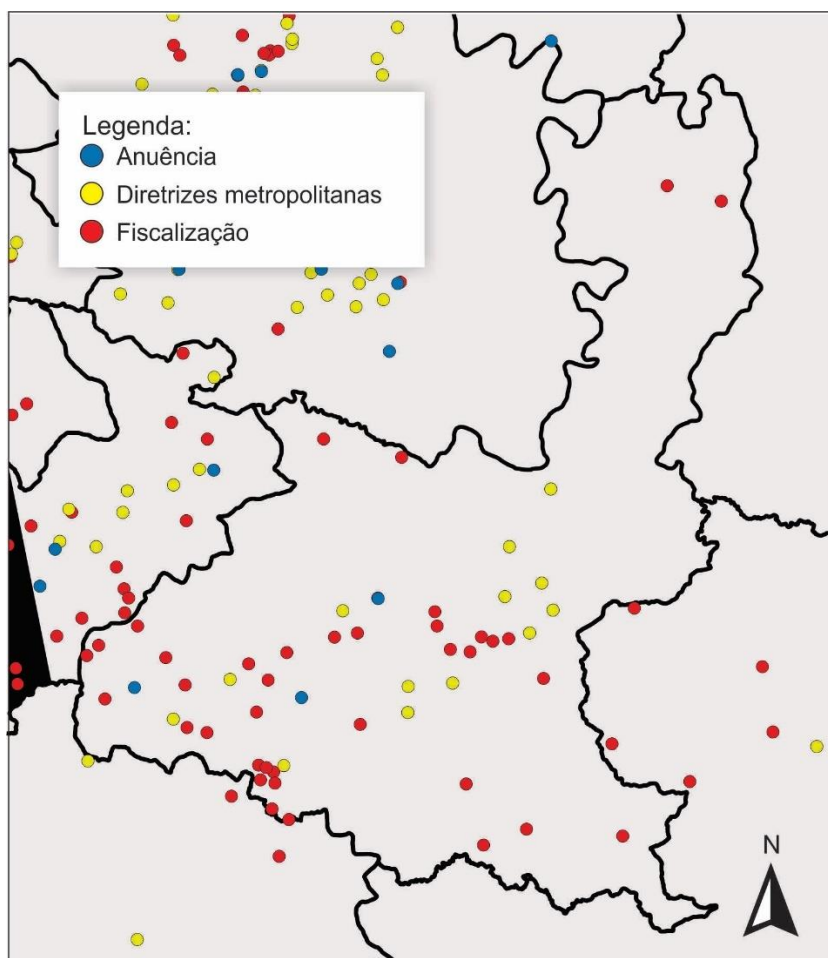 Legenda:
Anuência
Diretrizes metropolitanas
Fiscalização
N